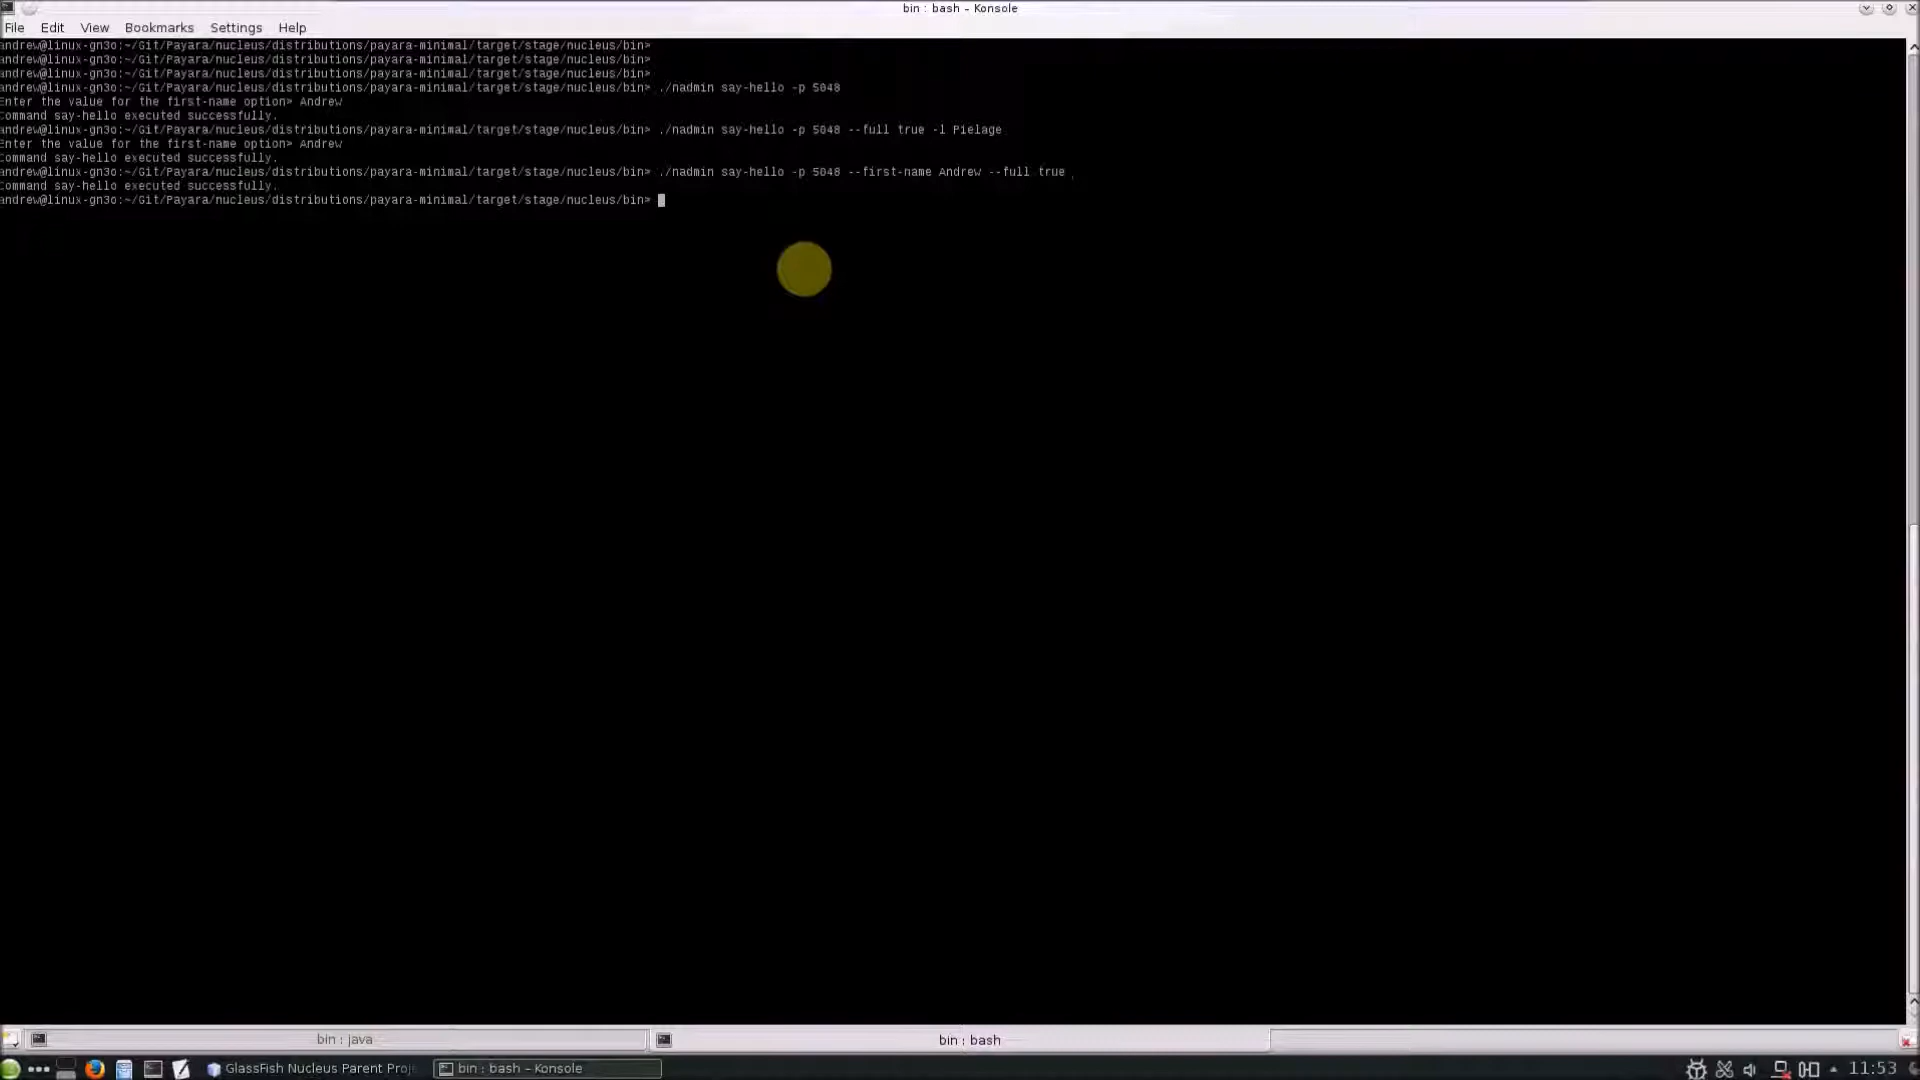 bin : bash – Konsole
File Edit View Bookmarks Settings Help
andrew@linux-gn3o:~/Git/Payara/nucleus/distributions/payara-minimal/target/stage/nucleus/bin>
andrew@linux-gn3o:~/Git/Payara/nucleus/distributions/payara-minimal/target/stage/nucleus/bin>
andrew@linux-gn3o:~/Git/Payara/nucleus/distributions/payara-minimal/target/stage/nucleus/bin>
andrew@linux-gn3o:~/Git/Payara/nucleus/distributions/payara-minimal/target/stage/nucleus/bin> ./nadmin say-hello -p 5048
Enter the value for the first-name option> Andrew
Command say-hello executed successfully.
andrew@linux-gn3o:~/Git/Payara/nucleus/distributions/payara-minimal/target/stage/nucleus/bin> ./nadmin say-hello -p 5048 --full true -l Pielage
Enter the value for the first-name option> Andrew
Command say-hello executed successfully.
andrew@linux-gn3o:~/Git/Payara/nucleus/distributions/payara-minimal/target/stage/nucleus/bin> ./nadmin say-hello -p 5048 --first-name Andrew --full true
Command say-hello executed successfully.
andrew@linux-gn3o:~/Git/Payara/nucleus/distributions/payara-minimal/target/stage/nucleus/bin>
bin : java
bin : bash
GlassFish Nucleus Parent Proj
bin : bash – Konsole
11:53